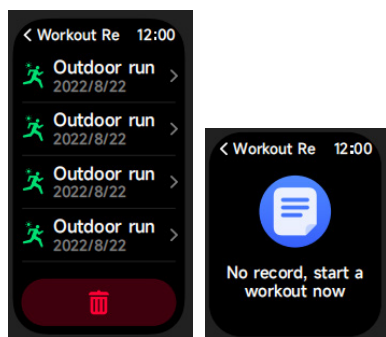 < Workout Re 12:00
Outdoor run
2022/8/22
Outdoor run
2022/8/22
Outdoor run
2022/8/22
Outdoor run
2022/8/22
< Workout Re 12:00
No record, start a
workout now